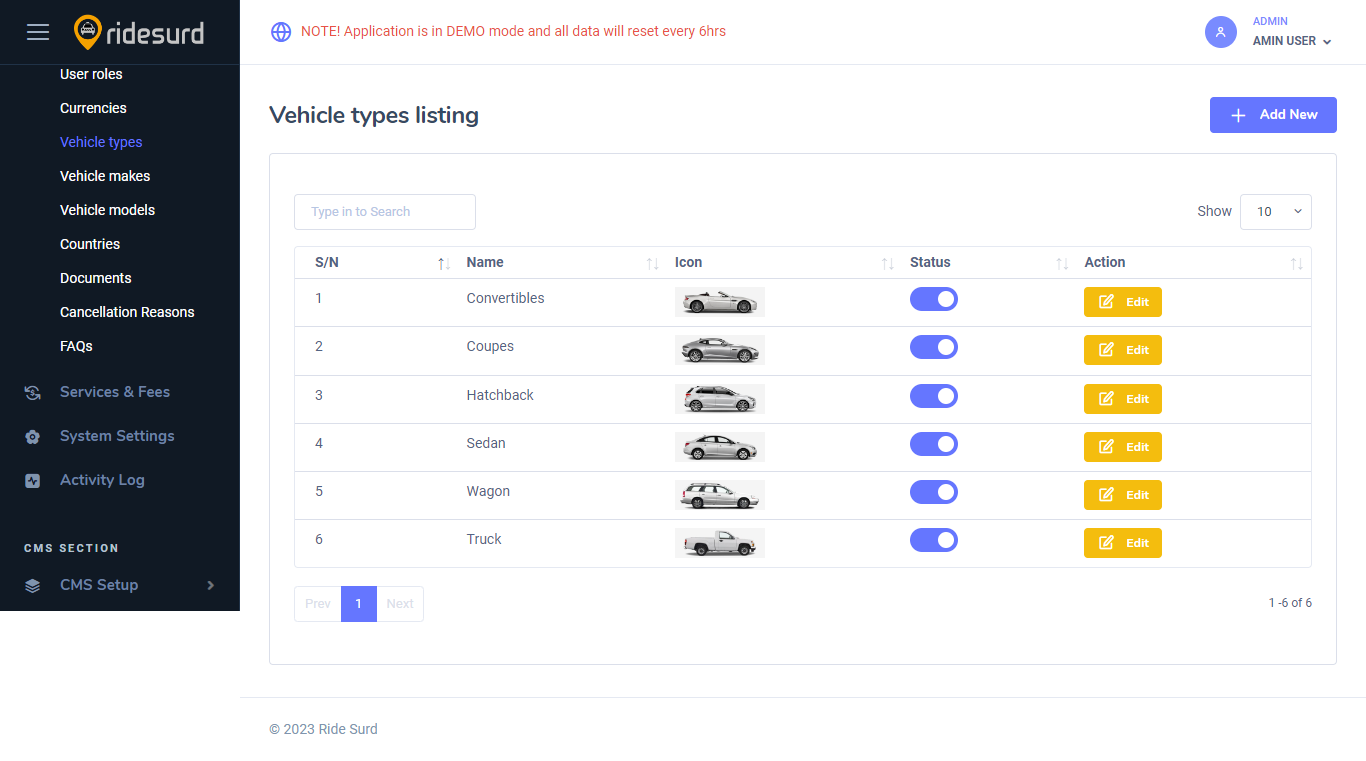 ridesurd
NOTE! Application is in DEMO mode and all data will reset every 6hrs
ADMIN
AMIN USER
User roles
Currencies
Vehicle types
Vehicle makes
Vehicle models
Countries
Documents
Cancellation Reasons
FAQs
Services & Fees
System Settings
Activity Log
CMS SECTION
CMS Setup
Vehicle types listing
Add New
Type in to Search
Show 10
S/N Name Icon Status Action
1 Convertibles Edit
2 Coupes Edit
3 Hatchback Edit
4 Sedan Edit
5 Wagon Edit
6 Truck Edit
Prev 1 Next
1 -6 of 6
© 2023 Ride Surd